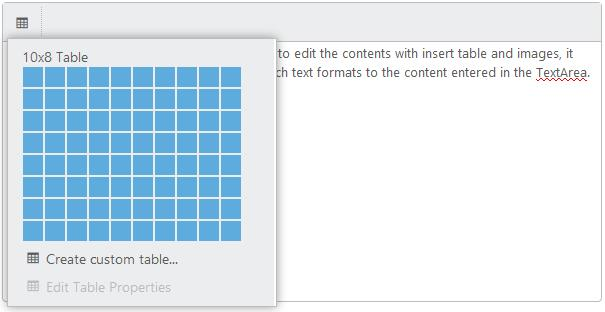 10x8 Table
to edit the contents with insert table and images, it
ch text formats to the content entered in the TextArea.
Create custom table...
Edit Table Properties